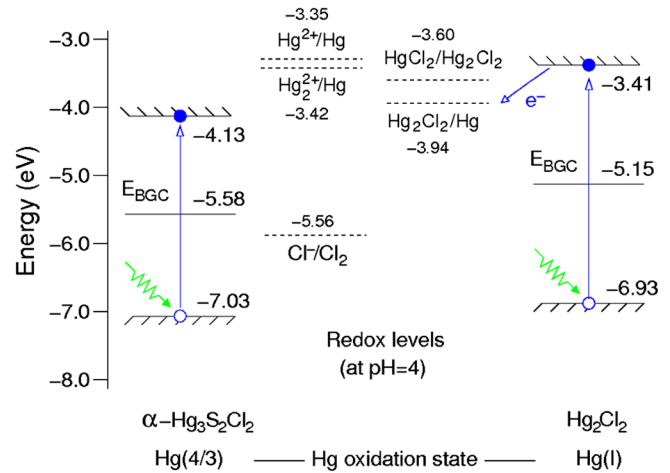 Energy (eV)
−3.0
−4.0
−5.0
−6.0
−7.0
−8.0
−4.13
E_BGC
−5.58
−7.03
−3.35
Hg²⁺/Hg
Hg₂²⁺/Hg
−3.42
−5.56
Cl⁻/Cl₂
−3.60
HgCl₂/Hg₂Cl₂
Hg₂Cl₂/Hg
−3.94
e⁻
−3.41
E_BGC
−5.15
−6.93
Redox levels
(at pH=4)
α−Hg₃S₂Cl₂
Hg₂Cl₂
Hg(4/3) Hg oxidation state Hg(I)